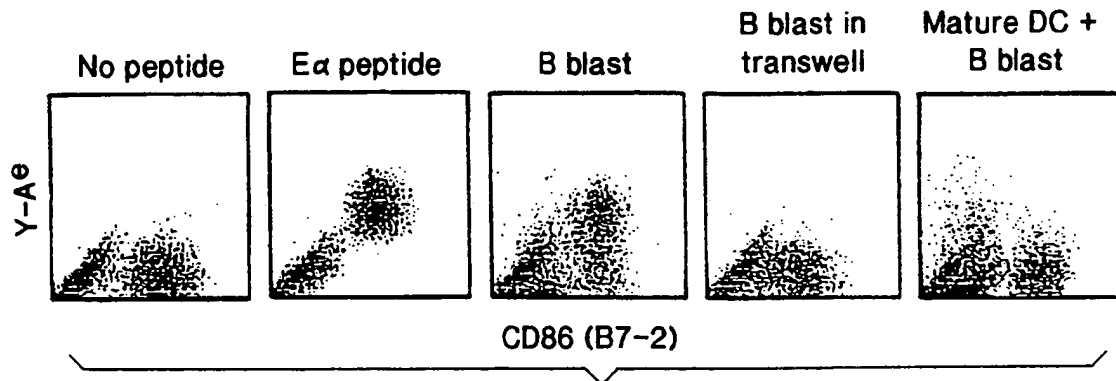 No peptide
Eα peptide
B blast
B blast in
transwell
Mature DC +
B blast
Y-Aᵉ
CD86 (B7-2)